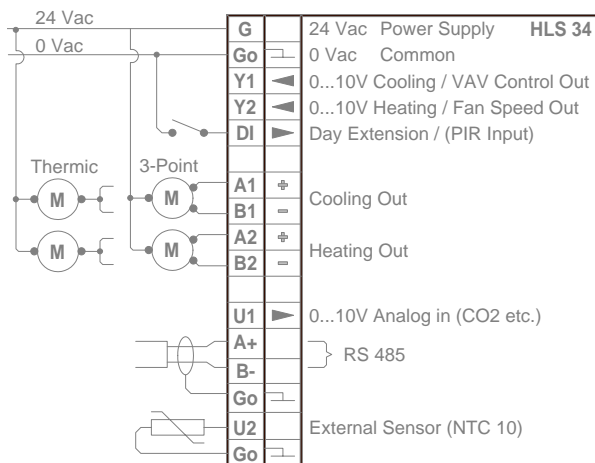 24 Vac
G 24 Vac Power Supply HLS 34
0 Vac
Go 0 Vac Common
Y1 0...10V Cooling / VAV Control Out
Y2 0...10V Heating / Fan Speed Out
DI Day Extension / (PIR Input)
Thermic 3-Point
M M A1 + Cooling Out
B1 -
M M A2 + Heating Out
B2 -
U1 0...10V Analog in (CO2 etc.)
A+ RS 485
B-
Go
U2 External Sensor (NTC 10)
Go